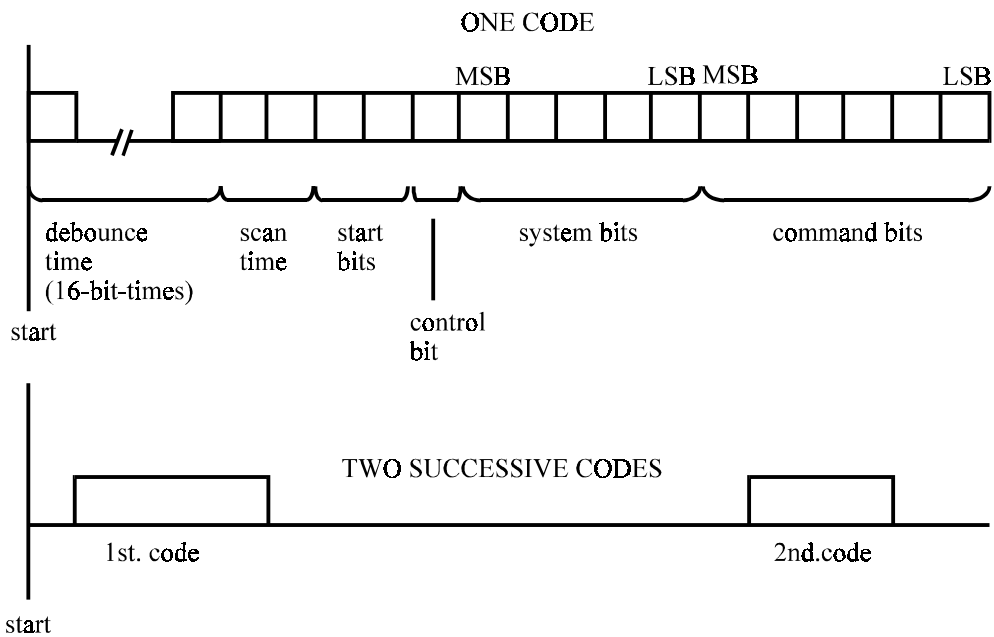 ONE CODE
MSB
LSB
MSB
LSB
debounce
time
(16-bit-times)
scan
time
start
bits
control
bit
system bits
command bits
start
TWO SUCCESSIVE CODES
1st. code
2nd.code
start